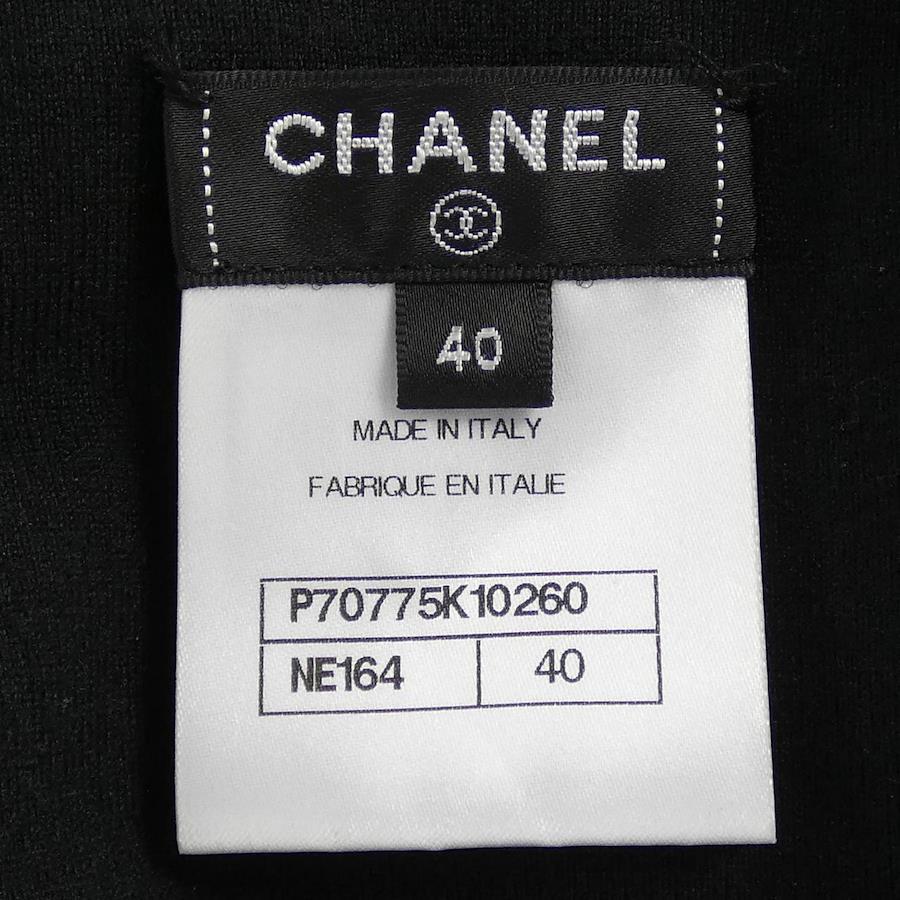 CHANEL
40
MADE IN ITALY
FABRIQUE EN ITALIE
P70775K10260
NE164 40